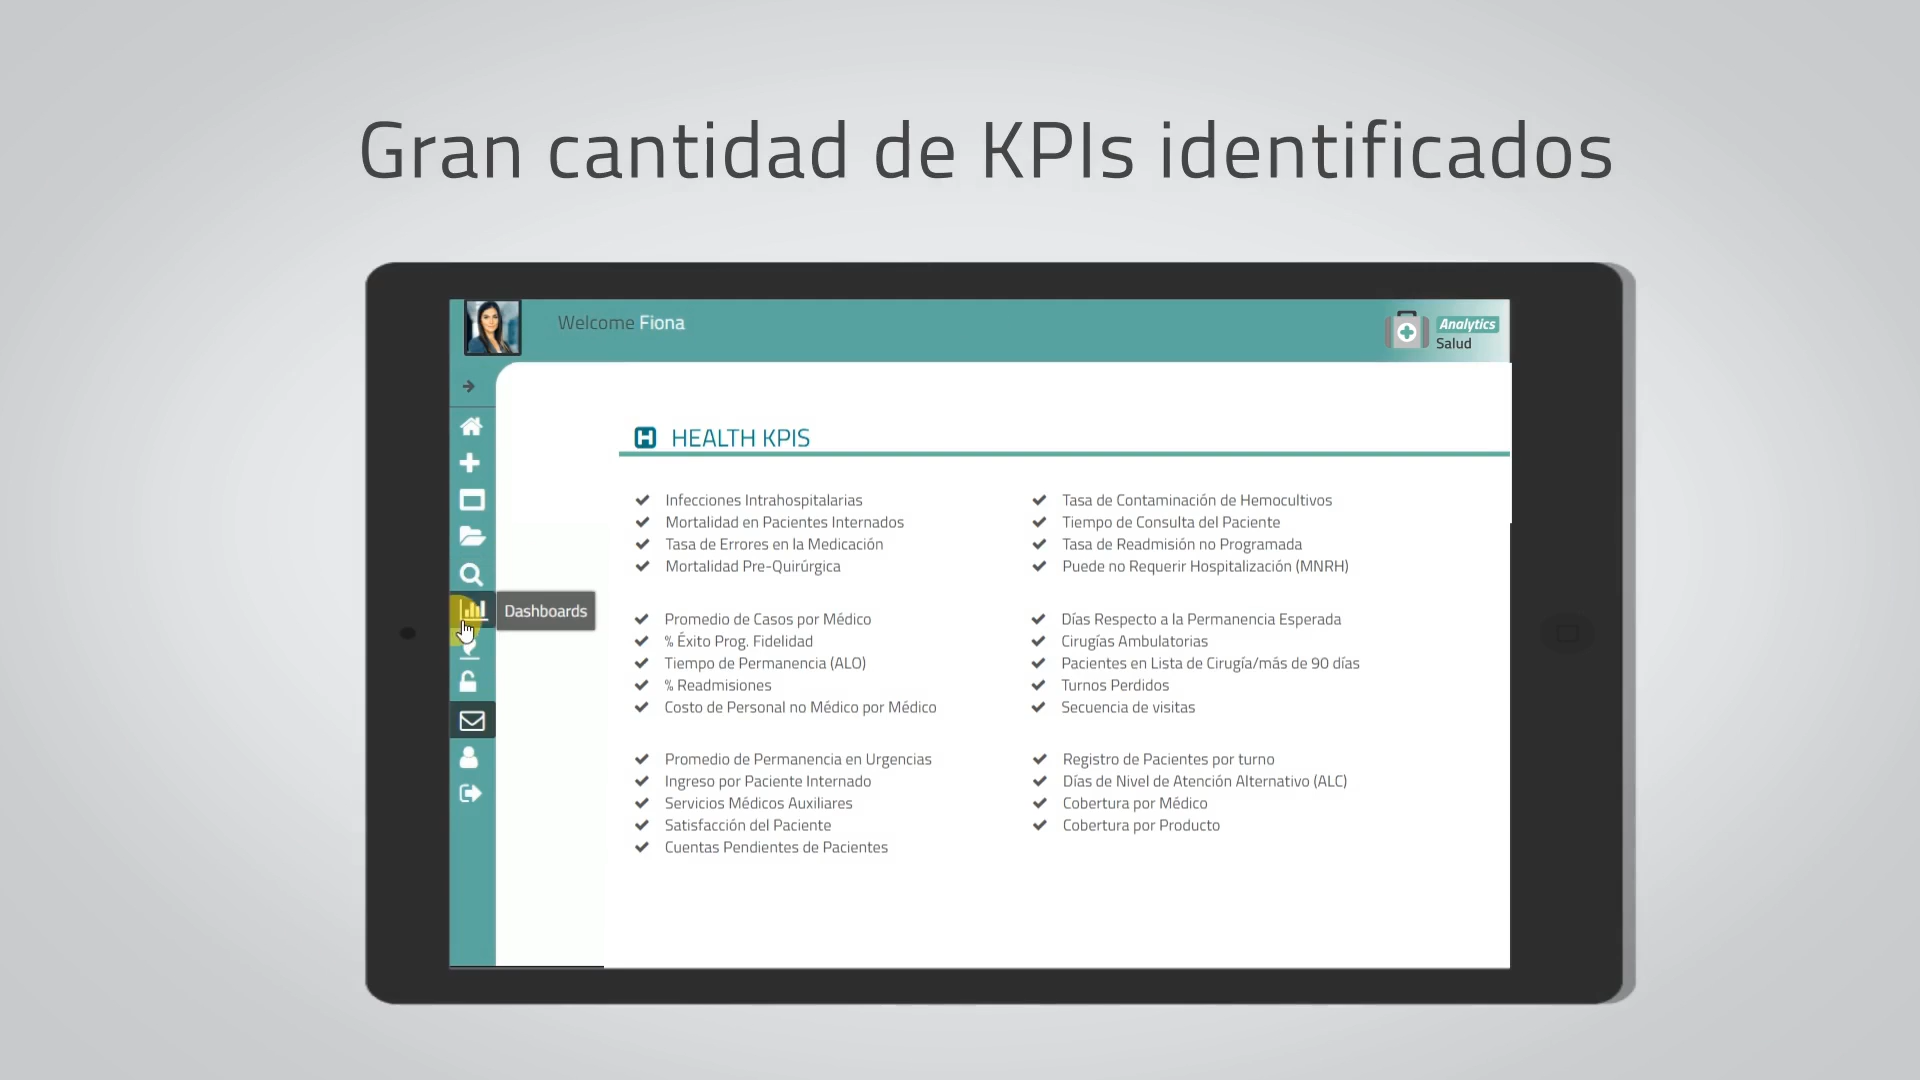 Gran cantidad de KPIs identificados
Welcome Fiona
Analytics
Salud
HEALTH KPIS
Infecciones Intrahospitalarias
Mortalidad en Pacientes Internados
Tasa de Errores en la Medicación
Mortalidad Pre-Quirúrgica
Tasa de Contaminación de Hemocultivos
Tiempo de Consulta del Paciente
Tasa de Readmisión no Programada
Puede no Requerir Hospitalización (MNRH)
Dashboards
Promedio de Casos por Médico
% Éxito Prog. Fidelidad
Tiempo de Permanencia (ALO)
% Readmisiones
Costo de Personal no Médico por Médico
Días Respecto a la Permanencia Esperada
Cirugías Ambulatorias
Pacientes en Lista de Cirugía/más de 90 días
Turnos Perdidos
Secuencia de visitas
Promedio de Permanencia en Urgencias
Ingreso por Paciente Internado
Servicios Médicos Auxiliares
Satisfacción del Paciente
Cuentas Pendientes de Pacientes
Registro de Pacientes por turno
Días de Nivel de Atención Alternativo (ALC)
Cobertura por Médico
Cobertura por Producto